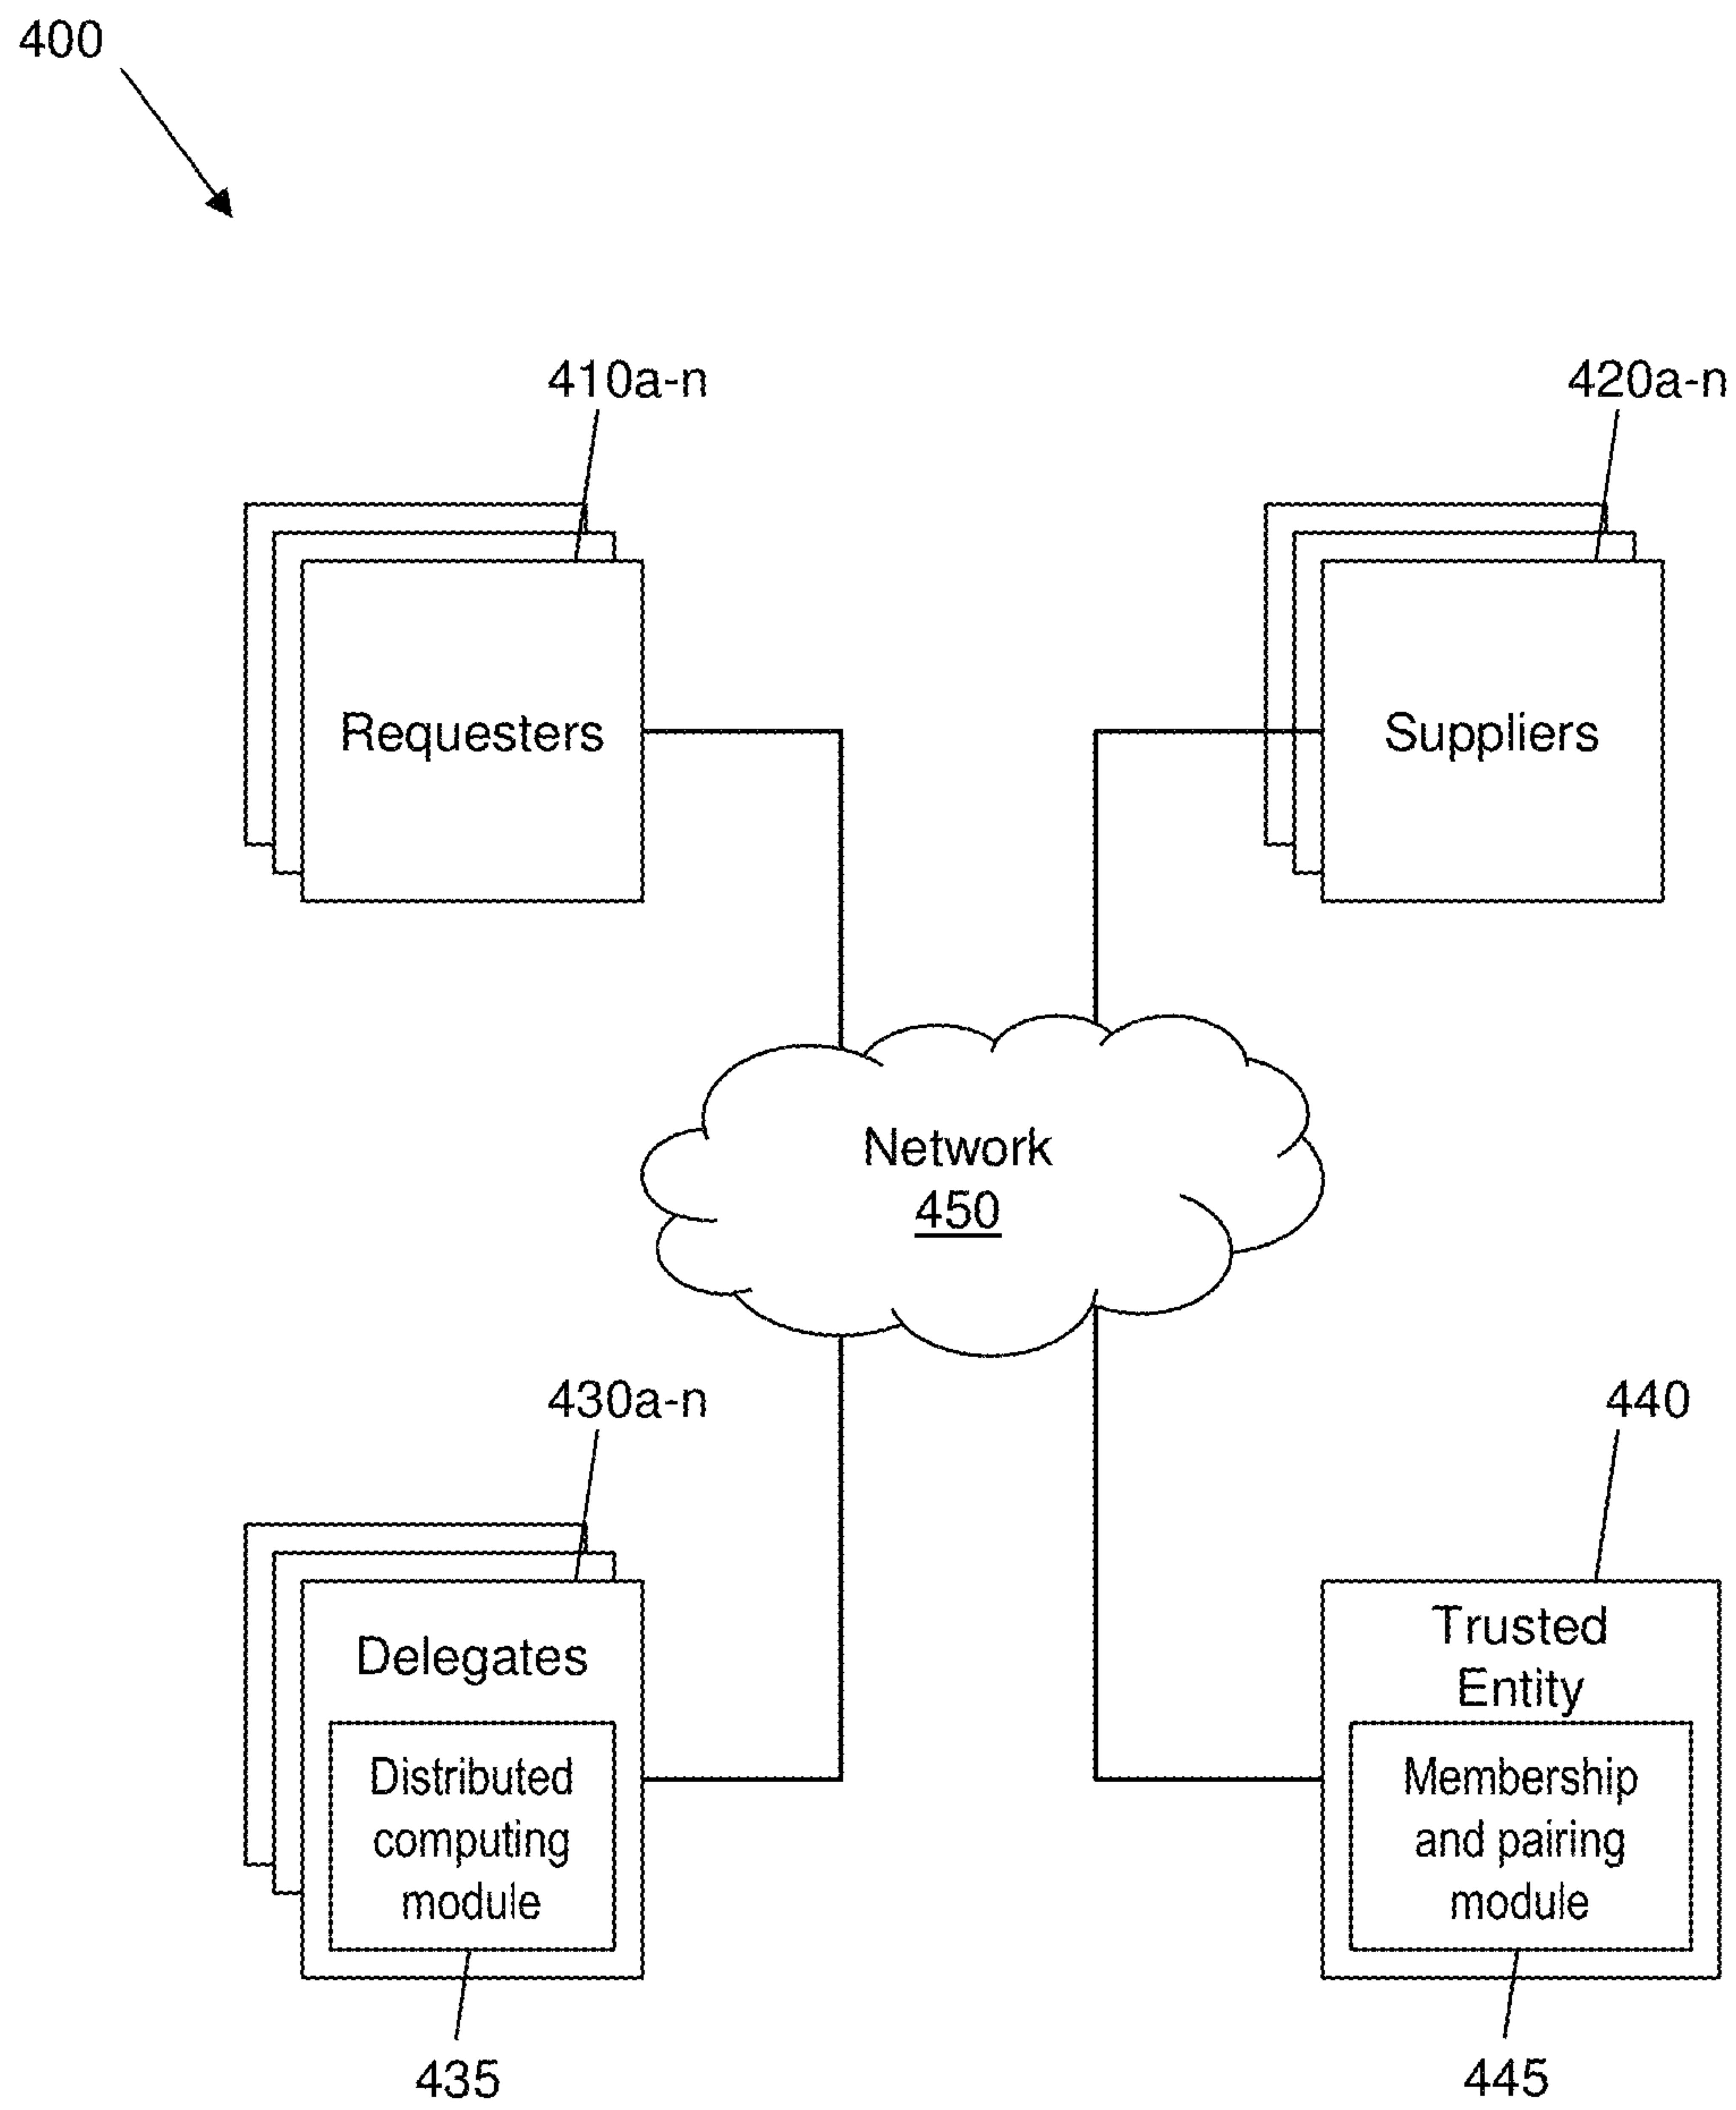 400
410a-n
420a-n
Requesters
Suppliers
Network
450
430a-n
440
Delegates
Distributed
computing
module
Trusted
Entity
Membership
and pairing
module
435
445